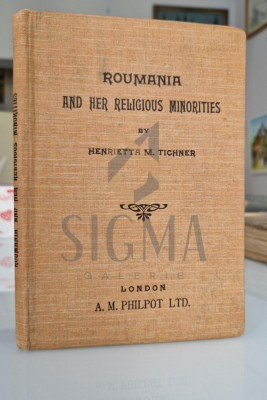 ROUMANIA
AND HER RELIGIOUS MINORITIES
BY
HENRIETTA M. TICHNER
SIGMA
GALERIE
LONDON
A. M. PHILPOT LTD.